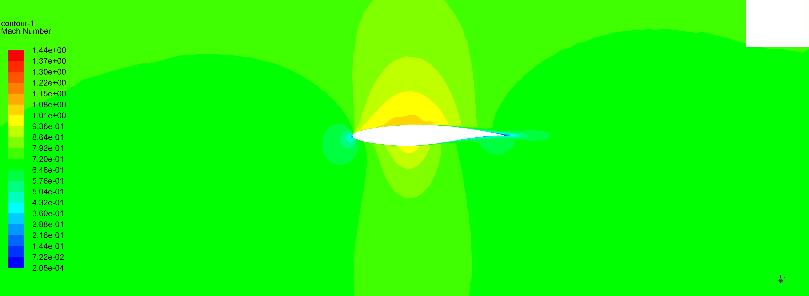 contour-1
Mach Number
1.44e+00
1.37e+00
1.30e+00
1.22e+00
1.15e+00
1.08e+00
1.01e+00
9.36e-01
8.64e-01
7.92e-01
7.20e-01
6.48e-01
5.76e-01
5.04e-01
4.32e-01
3.60e-01
2.88e-01
2.16e-01
1.44e-01
7.22e-02
2.05e-04